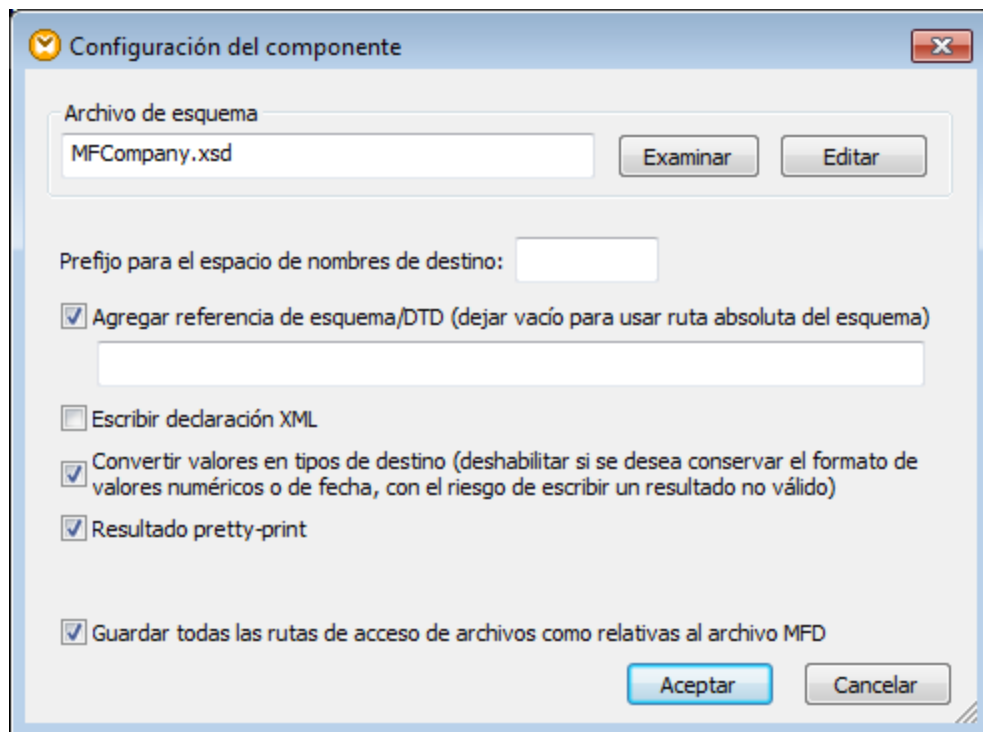 Configuración del componente
Archivo de esquema
MFCompany.xsd
Examinar
Editar
Prefijo para el espacio de nombres de destino:
Agregar referencia de esquema/DTD (dejar vacío para usar ruta absoluta del esquema)
Escribir declaración XML
Convertir valores en tipos de destino (deshabilitar si se desea conservar el formato de
valores numéricos o de fecha, con el riesgo de escribir un resultado no válido)
Resultado pretty-print
Guardar todas las rutas de acceso de archivos como relativas al archivo MFD
Aceptar
Cancelar